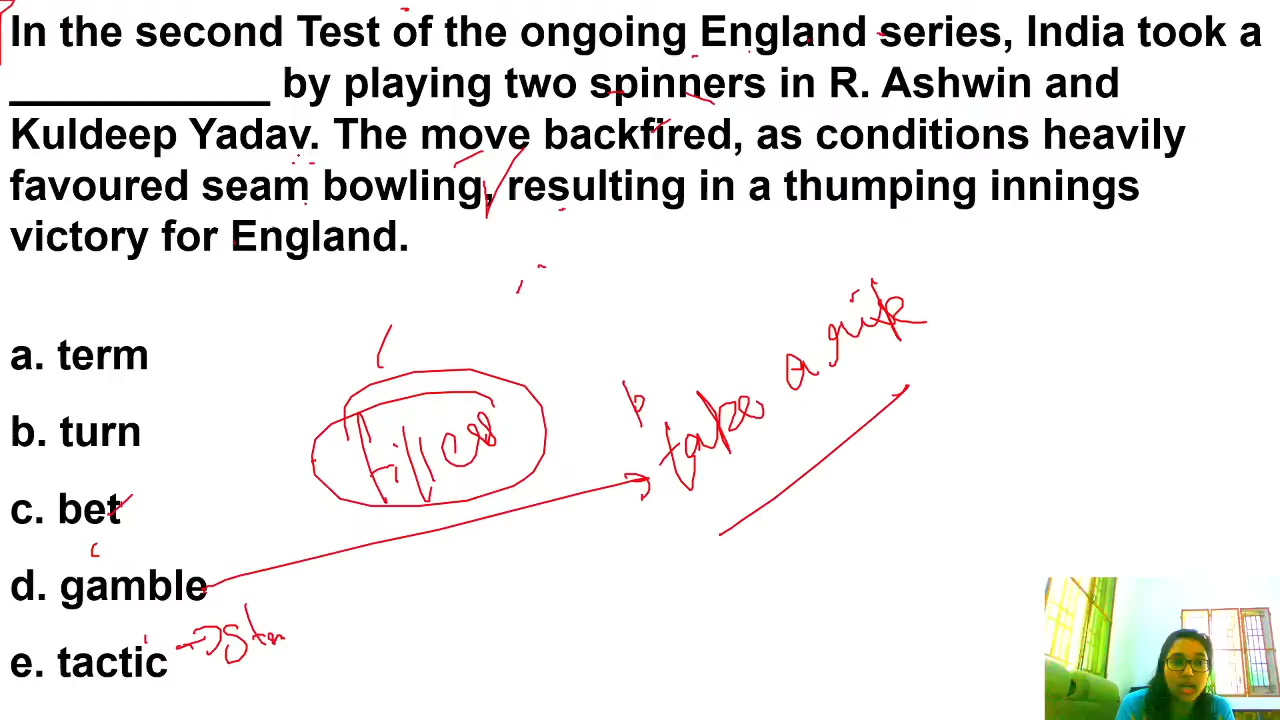 In the second Test of the ongoing England series, India took a
___________ by playing two spinners in R. Ashwin and
Kuldeep Yadav. The move backfired, as conditions heavily
favoured seam bowling, resulting in a thumping innings
victory for England.
a. term
b. turn
c. bet
d. gamble
e. tactic
take a risk